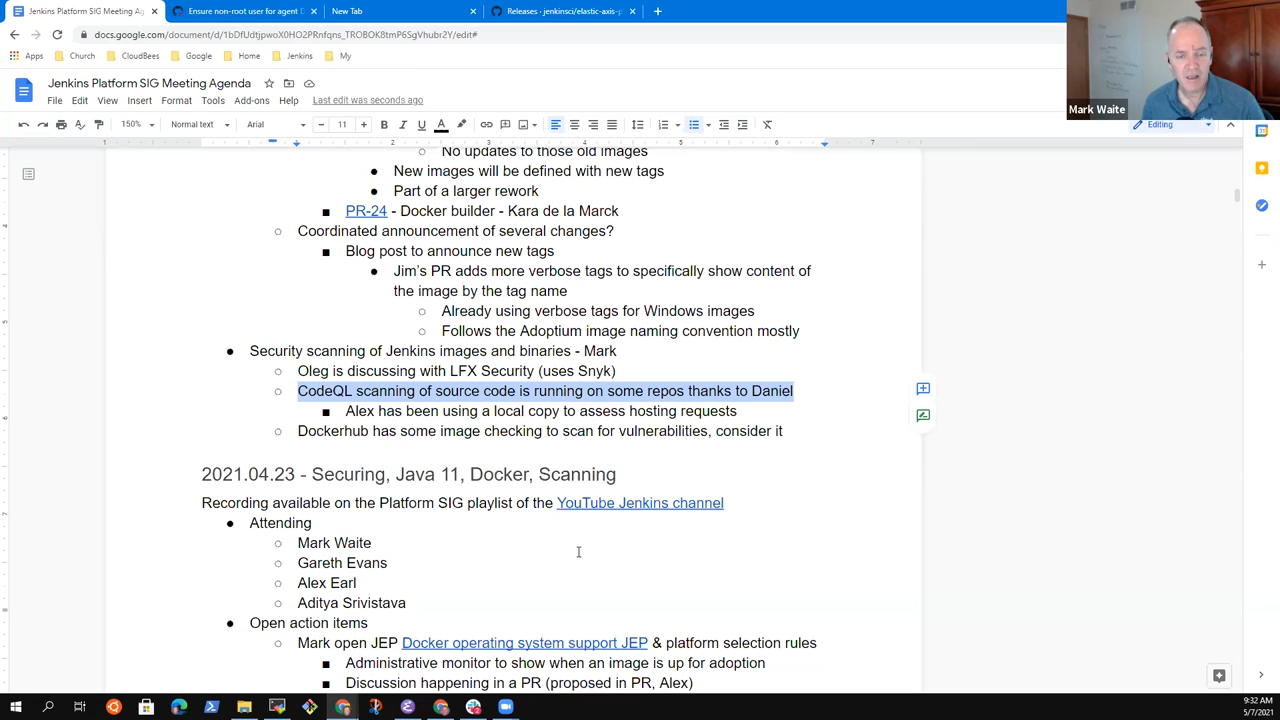 Jenkins Platform SIG Meeting Ag
Ensure non-root user for agent D
New Tab
Releases · jenkinsci/elastic-axis-p
docs.google.com/document/d/1bDfUdtjpwoX0HO2PRnfqns_TROBOK8tmP6SgVhubr2Y/edit#
Apps
Church
CloudBees
Google
Home
Jenkins
My
Jenkins Platform SIG Meeting Agenda
File Edit View Insert Format Tools Add-ons Help Last edit was seconds ago
150% Normal text Arial 11
Editing
Mark Waite
1 1 2 3 4 5 6 7
No updates to those old images
New images will be defined with new tags
Part of a larger rework
PR-24 - Docker builder - Kara de la Marck
Coordinated announcement of several changes?
Blog post to announce new tags
Jim's PR adds more verbose tags to specifically show content of
the image by the tag name
Already using verbose tags for Windows images
Follows the Adoptium image naming convention mostly
Security scanning of Jenkins images and binaries - Mark
Oleg is discussing with LFX Security (uses Snyk)
CodeQL scanning of source code is running on some repos thanks to Daniel
Alex has been using a local copy to assess hosting requests
Dockerhub has some image checking to scan for vulnerabilities, consider it
2021.04.23 - Securing, Java 11, Docker, Scanning
Recording available on the Platform SIG playlist of the YouTube Jenkins channel
Attending
Mark Waite
Gareth Evans
Alex Earl
Aditya Srivistava
Open action items
Mark open JEP Docker operating system support JEP & platform selection rules
Administrative monitor to show when an image is up for adoption
Discussion happening in a PR (proposed in PR, Alex)
9:32 AM
5/7/2021